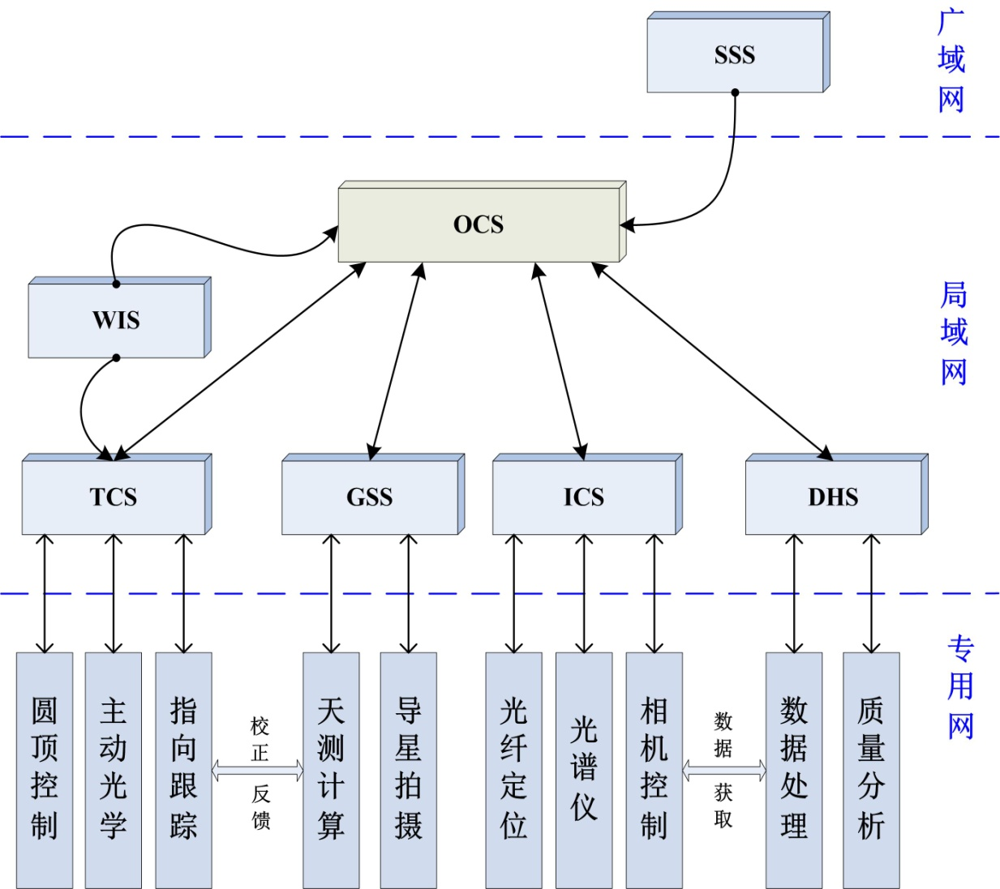 SSS
广域网
OCS
WIS
局域网
TCS
GSS
ICS
DHS
专用网
圆顶控制
主动光学
指向跟踪
校正
反馈
天测计算
导星拍摄
光纤定位
光谱仪
相机控制
数据
获取
数据处理
质量分析